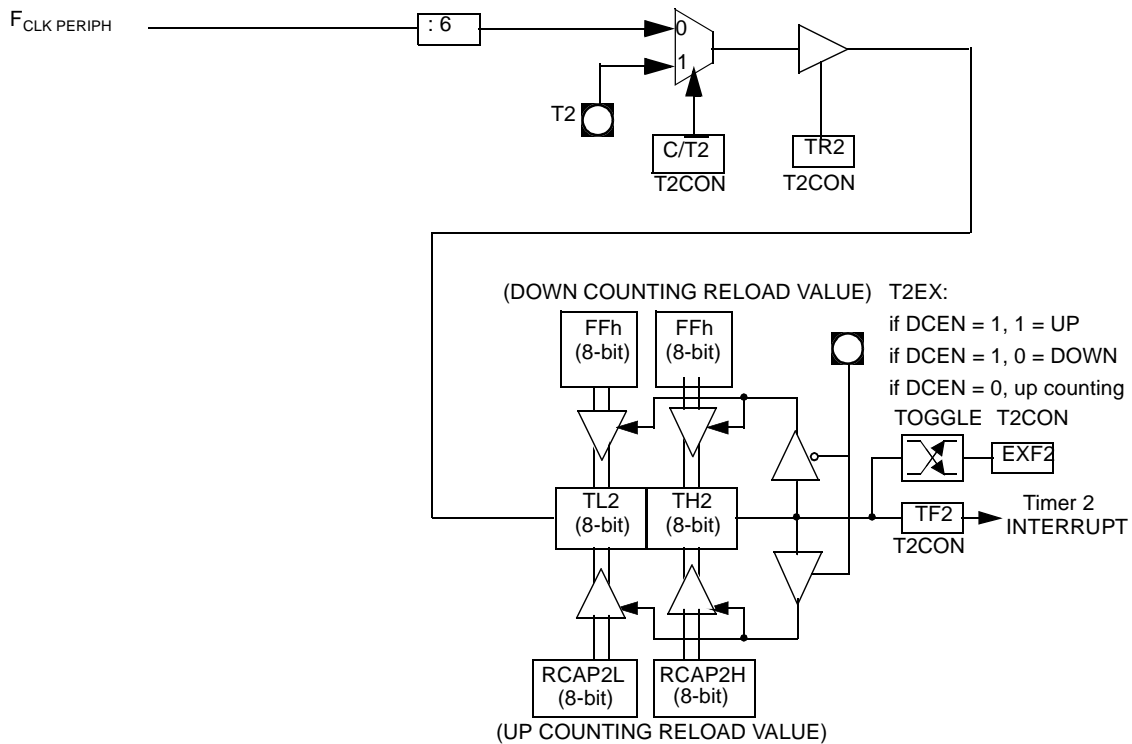 FCLK PERIPH
: 6
0
1
T2
C/T2
TR2
T2CON
T2CON
(DOWN COUNTING RELOAD VALUE)
T2EX:
if DCEN = 1, 1 = UP
if DCEN = 1, 0 = DOWN
if DCEN = 0, up counting
FFh
(8-bit)
FFh
(8-bit)
TOGGLE
T2CON
EXF2
TL2
(8-bit)
TH2
(8-bit)
TF2
T2CON
Timer 2
INTERRUPT
RCAP2L
(8-bit)
RCAP2H
(8-bit)
(UP COUNTING RELOAD VALUE)